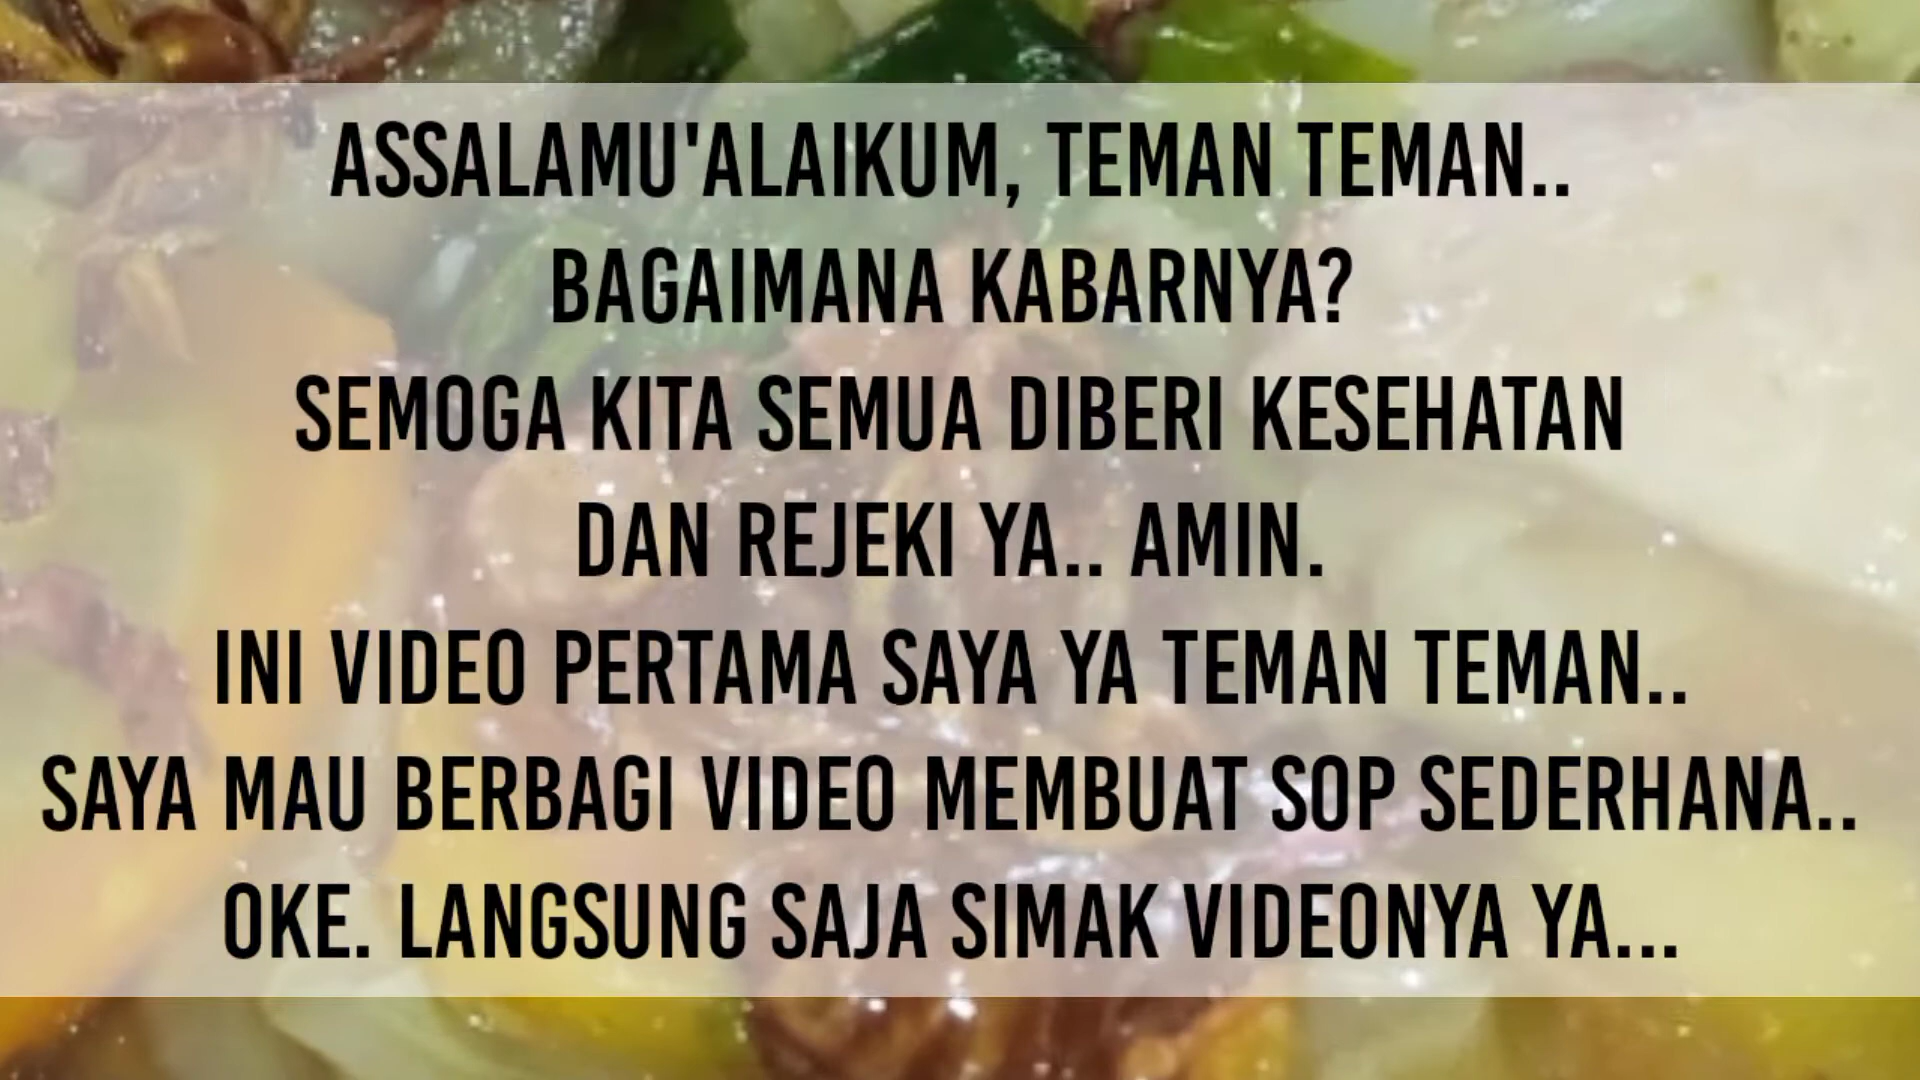 ASSALAMU'ALAIKUM, TEMAN TEMAN..
BAGAIMANA KABARNYA?
SEMOGA KITA SEMUA DIBERI KESEHATAN
DAN REJEKI YA.. AMIN.
INI VIDEO PERTAMA SAYA YA TEMAN TEMAN..
SAYA MAU BERBAGI VIDEO MEMBUAT SOP SEDERHANA..
OKE. LANGSUNG SAJA SIMAK VIDEONYA YA...